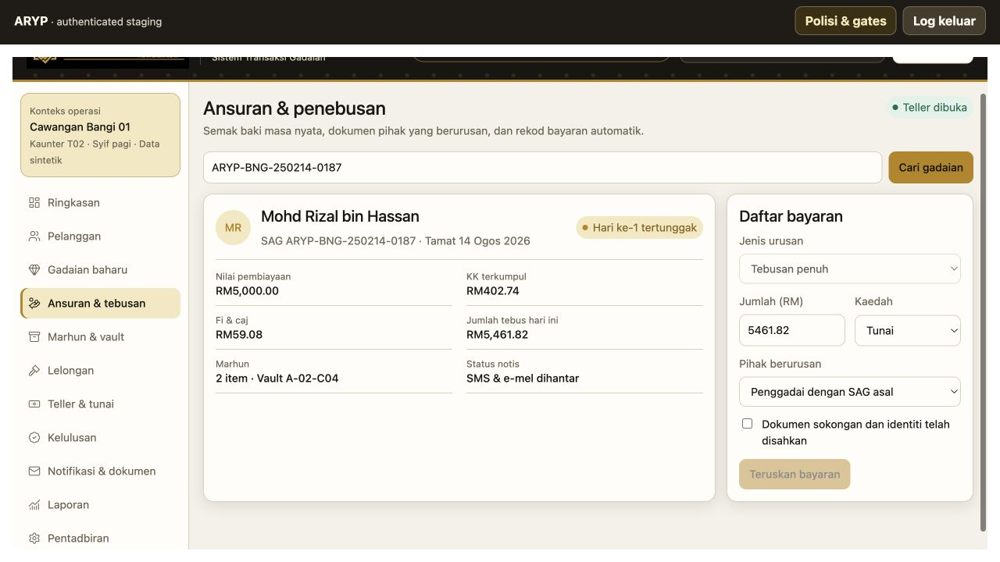 ARYP · authenticated staging
Polisi & gates
Log keluar
Sistem Transaksi Gadaian
Konteks operasi
Cawangan Bangi 01
Kaunter T02 · Syif pagi · Data
sintetik
Ringkasan
Pelanggan
Gadaian baharu
Ansuran & tebusan
Marhun & vault
Lelongan
Teller & tunai
Kelulusan
Notifikasi & dokumen
Laporan
Pentadbiran
Ansuran & penebusan
Teller dibuka
Semak baki masa nyata, dokumen pihak yang berurusan, dan rekod bayaran automatik.
ARYP-BNG-250214-0187
Cari gadaian
MR
Mohd Rizal bin Hassan
SAG ARYP-BNG-250214-0187 · Tamat 14 Ogos 2026
Hari ke-1 tertunggak
Nilai pembiayaan
RM5,000.00
KK terkumpul
RM402.74
Fi & caj
RM59.08
Jumlah tebus hari ini
RM5,461.82
Marhun
2 item · Vault A-02-C04
Status notis
SMS & e-mel dihantar
Daftar bayaran
Jenis urusan
Tebusan penuh
Jumlah (RM)
Kaedah
5461.82
Tunai
Pihak berurusan
Penggadai dengan SAG asal
Dokumen sokongan dan identiti telah
disahkan
Teruskan bayaran